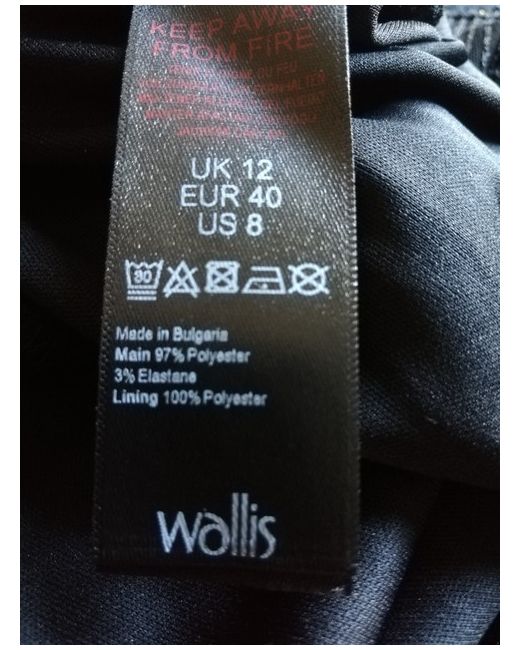 KEEP AWAY
FROM FIRE
UK 12
EUR 40
US 8
30
Made in Bulgaria
Main 97% Polyester
3% Elastane
Lining 100% Polyester
wallis